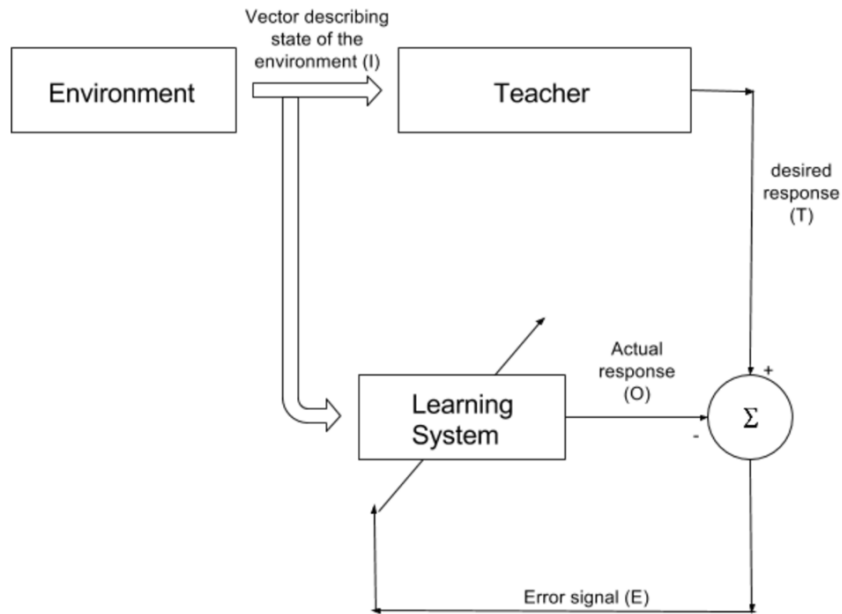 Vector describing
state of the
environment (I)
Environment
Teacher
desired
response
(T)
Actual
response
(O)
+
Learning
System
Σ
-
Error signal (E)